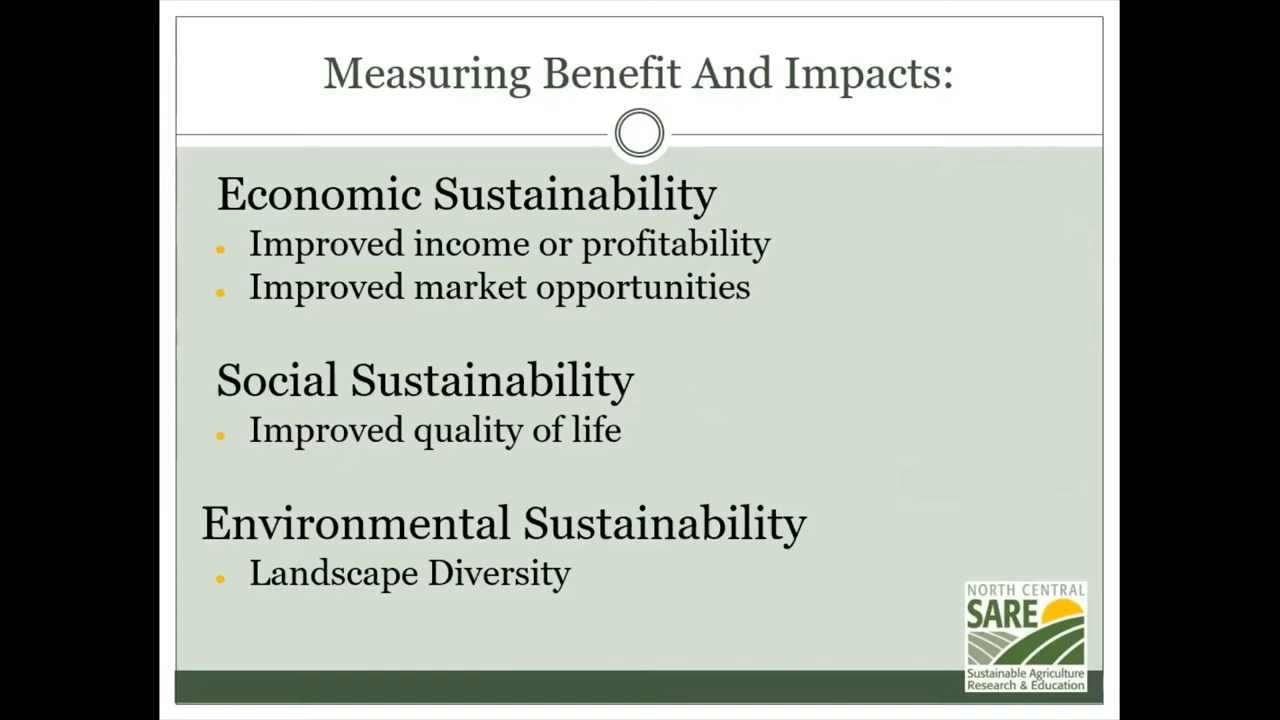 Measuring Benefit And Impacts:
Economic Sustainability
Improved income or profitability
Improved market opportunities
Social Sustainability
Improved quality of life
Environmental Sustainability
Landscape Diversity
NORTH CENTRAL
SARE
Sustainable Agriculture
Research & Education